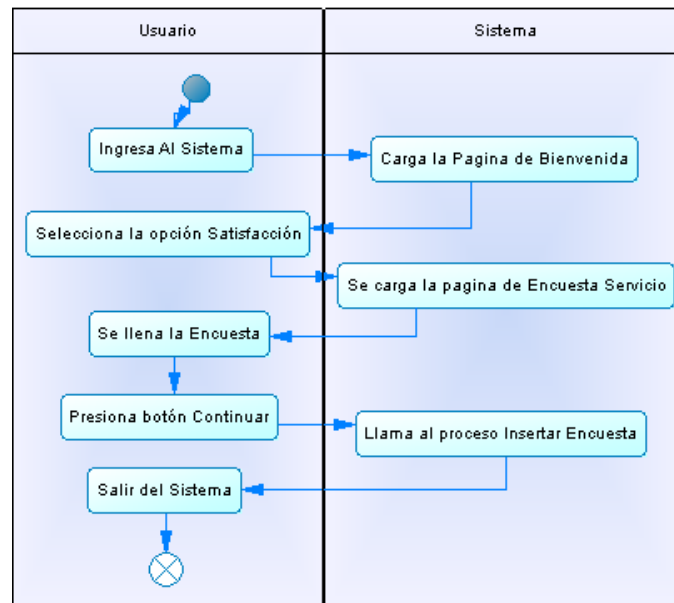 Usuario
Sistema
Ingresa Al Sistema
Carga la Pagina de Bienvenida
Selecciona la opción Satisfacción
Se carga la pagina de Encuesta Servicio
Se llena la Encuesta
Presiona botón Continuar
Llama al proceso Insertar Encuesta
Salir del Sistema